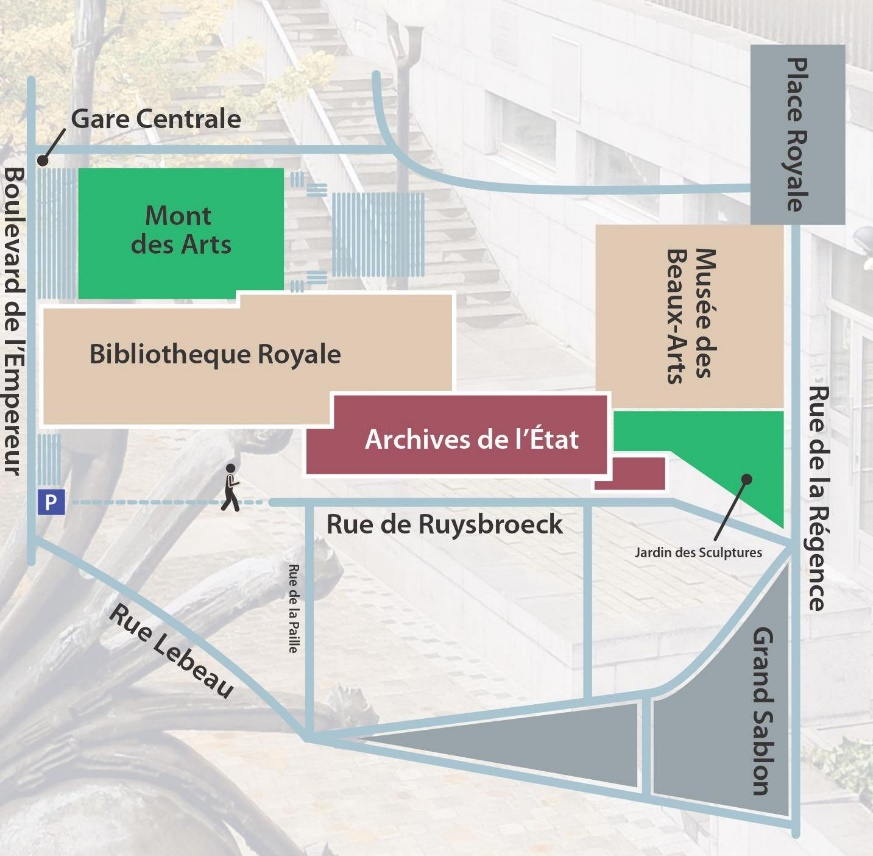 Gare Centrale
Place Royale
Boulevard de l'Empereur
Mont
des Arts
Musée des
Beaux-Arts
Bibliotheque Royale
Rue de la Régence
Archives de l'État
P
Rue de Ruysbroeck
Jardin des Sculptures
Rue de la Paille
Rue Lebeau
Grand Sablon